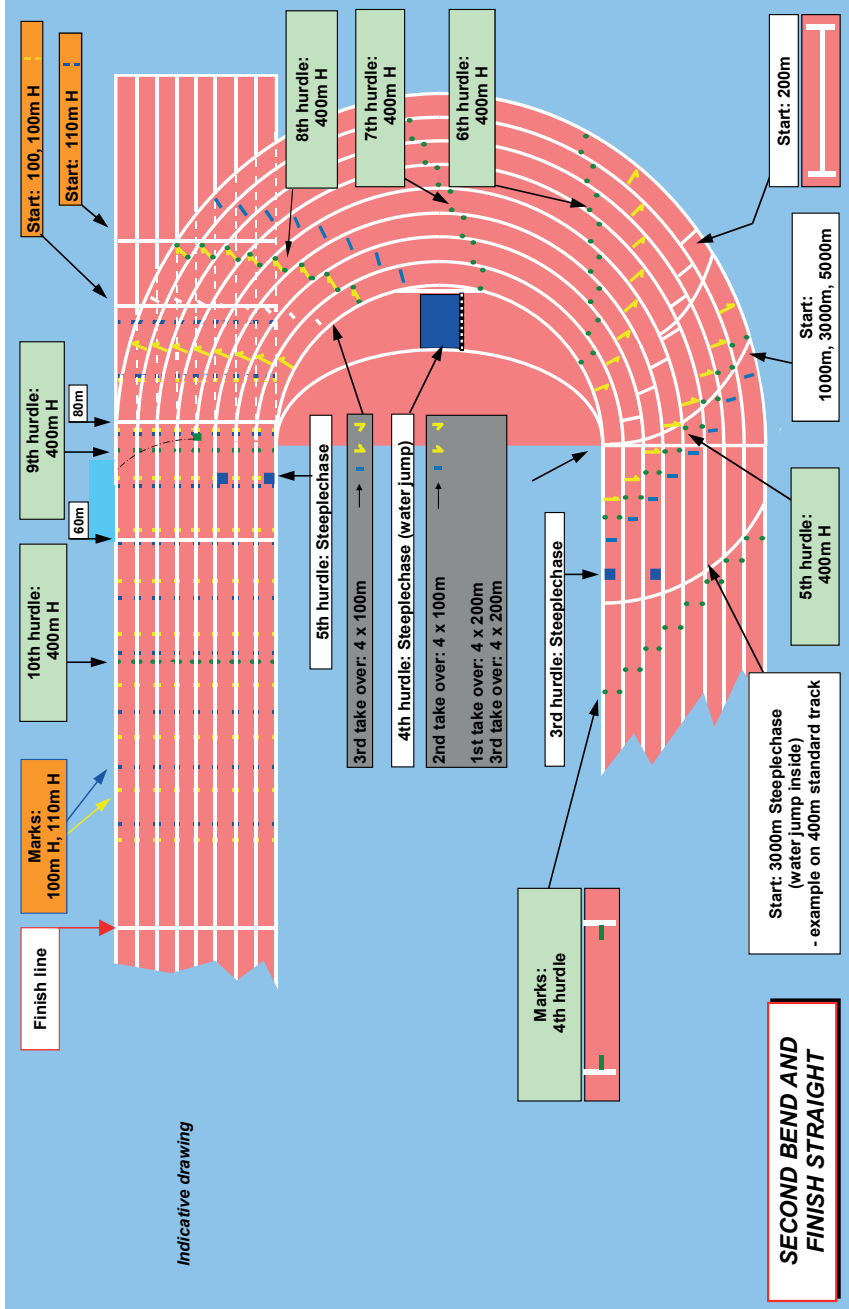 Start: 100, 100m H
Start: 110m H
8th hurdle:
400m H
7th hurdle:
400m H
6th hurdle:
400m H
Start: 200m
9th hurdle:
400m H
80m
60m
10th hurdle:
400m H
Marks:
100m H, 110m H
Finish line
Indicative drawing
5th hurdle: Steeplechase
3rd take over: 4 x 100m
4th hurdle: Steeplechase (water jump)
2nd take over: 4 x 100m
1st take over: 4 x 200m
3rd take over: 4 x 200m
3rd hurdle: Steeplechase
Start:
1000m, 3000m, 5000m
5th hurdle:
400m H
Marks:
4th hurdle
Start: 3000m Steeplechase
(water jump inside)
- example on 400m standard track
SECOND BEND AND
FINISH STRAIGHT